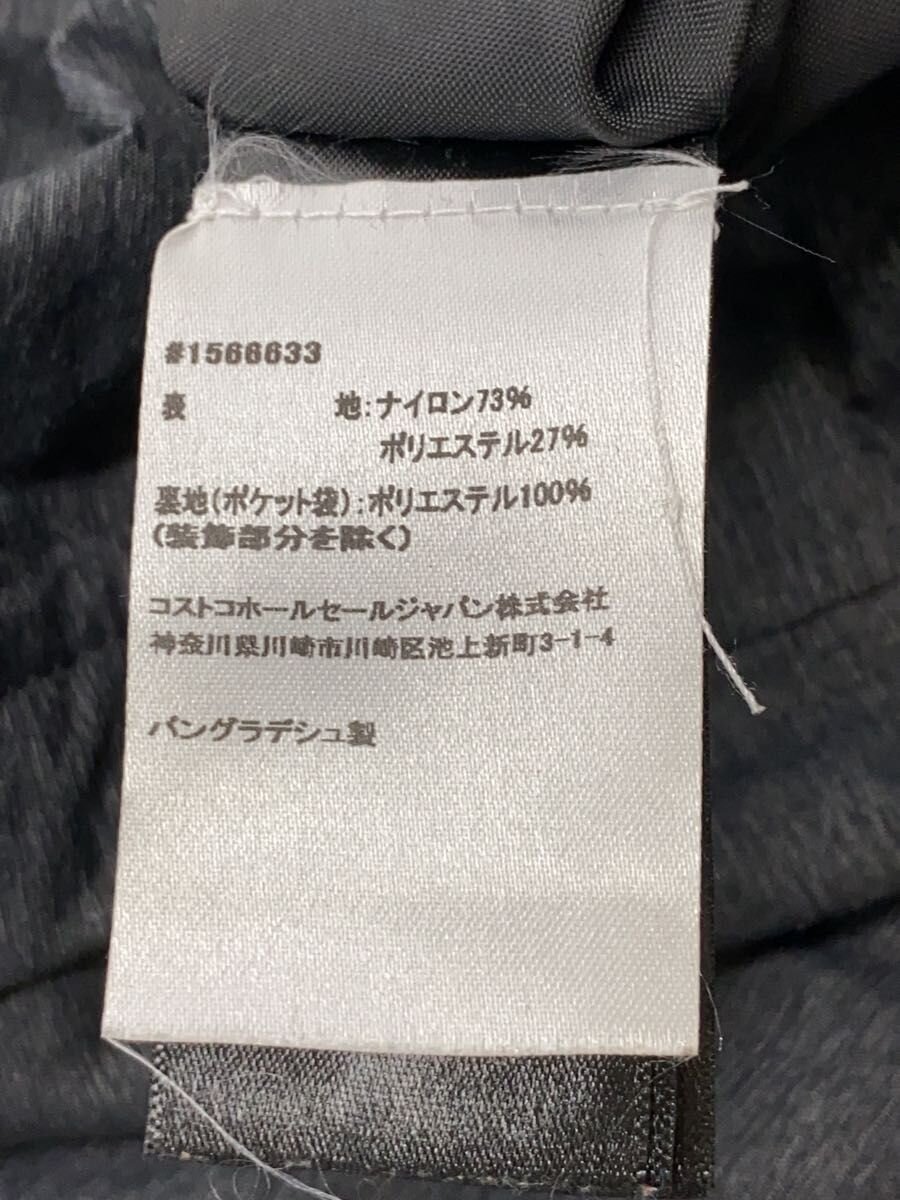 #1566633
表 地:ナイロン73%
ポリエステル27%
裏地(ポケット袋):ポリエステル100%
(装飾部分を除く)
コストコホールセールジャパン株式会社
神奈川県川崎市川崎区池上新町3-1-4
バングラデシュ製